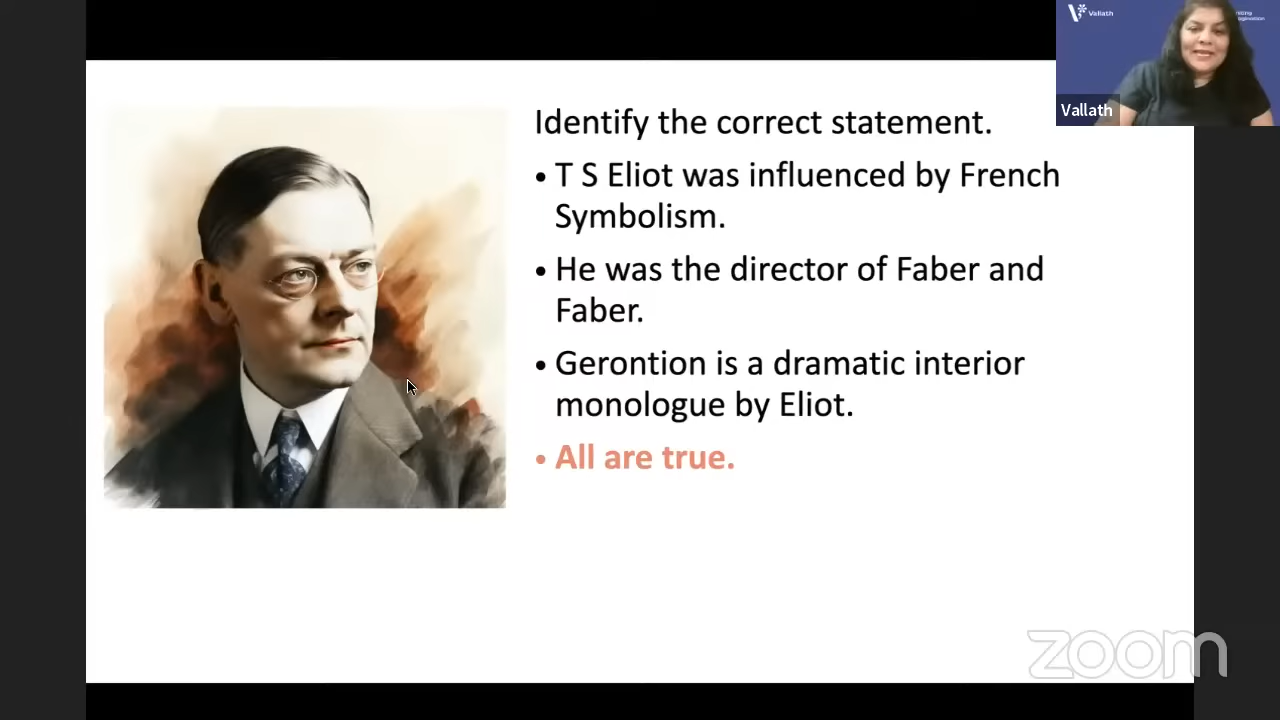 Vallath
Vallath
Identify the correct statement.
• T S Eliot was influenced by French
Symbolism.
• He was the director of Faber and
Faber.
• Gerontion is a dramatic interior
monologue by Eliot.
• All are true.
zoom